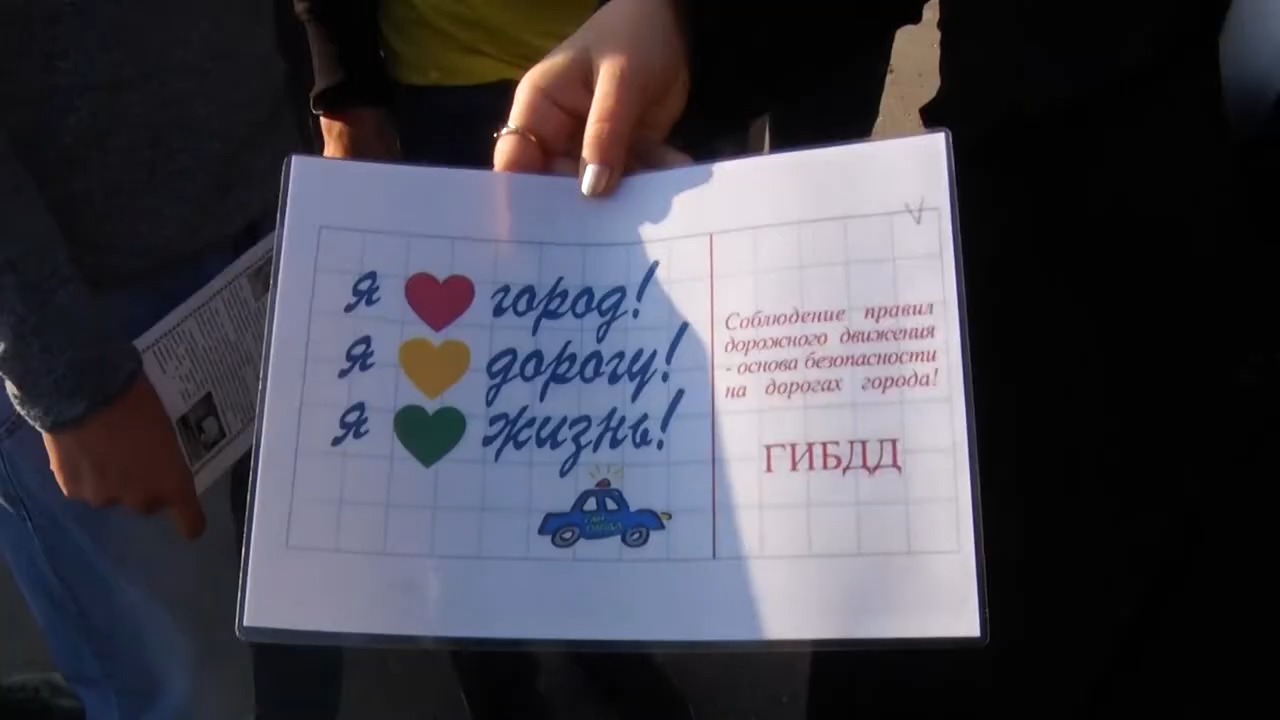 Я город!
Я дорогу!
Я жизнь!
Соблюдение правил
дорожного движения
- основа безопасности
на дорогах города!
ГИБДД